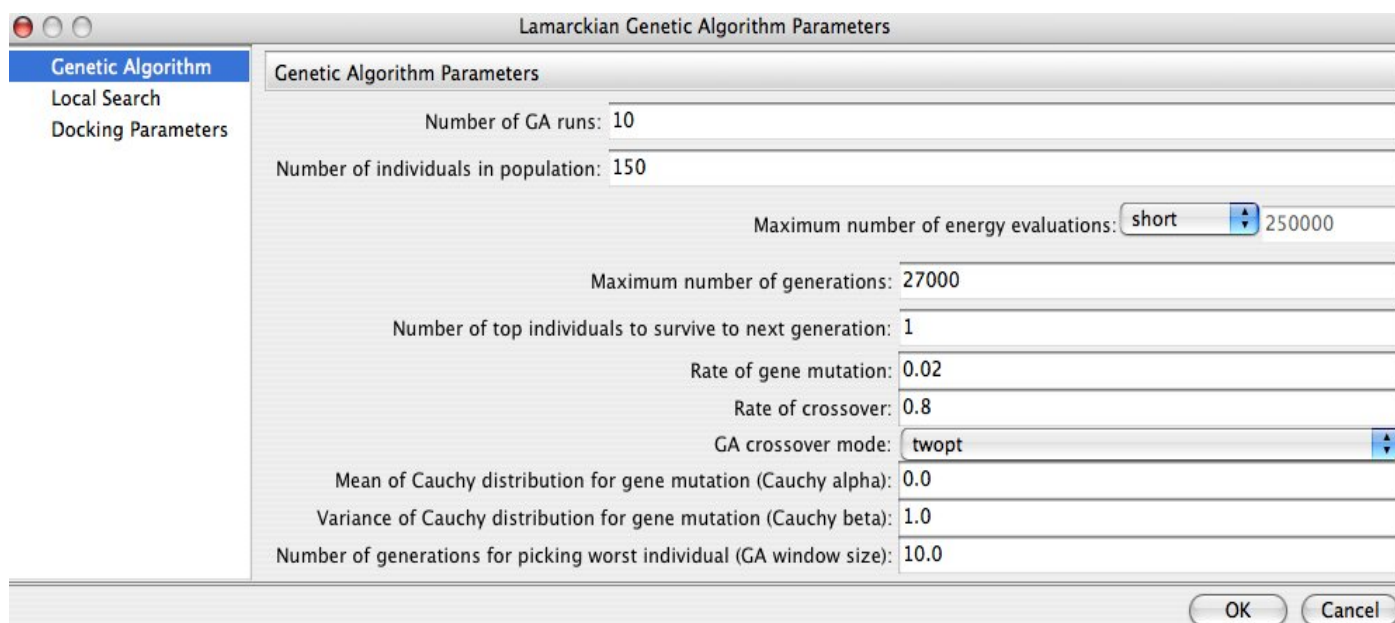 Lamarckian Genetic Algorithm Parameters
Genetic Algorithm
Local Search
Docking Parameters
Genetic Algorithm Parameters
Number of GA runs: 10
Number of individuals in population: 150
Maximum number of energy evaluations: short 250000
Maximum number of generations: 27000
Number of top individuals to survive to next generation: 1
Rate of gene mutation: 0.02
Rate of crossover: 0.8
GA crossover mode: twopt
Mean of Cauchy distribution for gene mutation (Cauchy alpha): 0.0
Variance of Cauchy distribution for gene mutation (Cauchy beta): 1.0
Number of generations for picking worst individual (GA window size): 10.0
OK Cancel